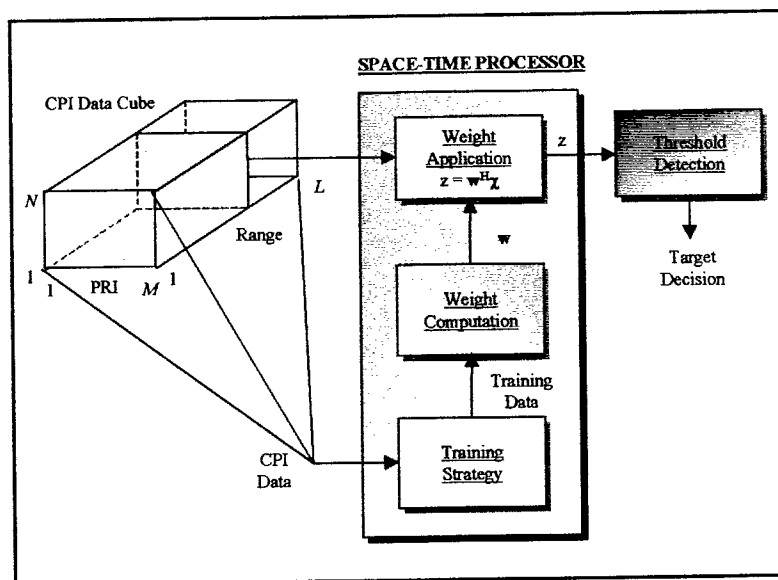 SPACE-TIME PROCESSOR
CPI Data Cube
Weight
Application
z = w^H χ
z
Threshold
Detection
N
L
Range
1
1
PRI
M
1
w
Target
Decision
Weight
Computation
Training
Data
CPI
Data
Training
Strategy